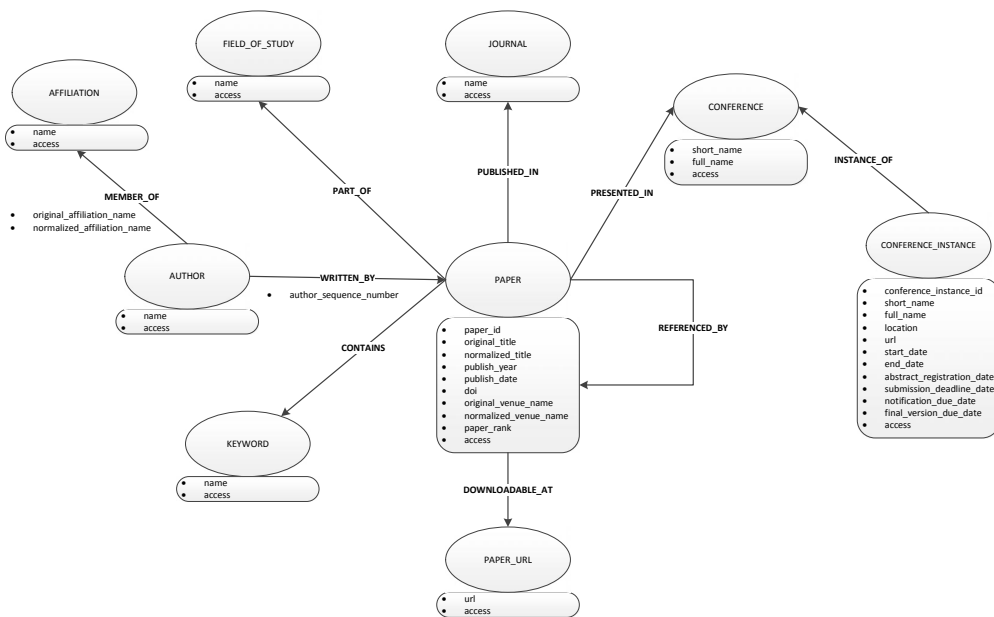 FIELD_OF_STUDY
name
access
JOURNAL
name
access
AFFILIATION
name
access
CONFERENCE
short_name
full_name
access
INSTANCE_OF
PUBLISHED_IN
PART_OF
PRESENTED_IN
MEMBER_OF
original_affiliation_name
normalized_affiliation_name
CONFERENCE_INSTANCE
conference_instance_id
short_name
full_name
location
url
start_date
end_date
abstract_registration_date
submission_deadline_date
notification_due_date
final_version_due_date
access
AUTHOR
name
access
WRITTEN_BY
author_sequence_number
PAPER
paper_id
original_title
normalized_title
publish_year
publish_date
doi
original_venue_name
normalized_venue_name
paper_rank
access
REFERENCED_BY
CONTAINS
KEYWORD
name
access
DOWNLOADABLE_AT
PAPER_URL
url
access